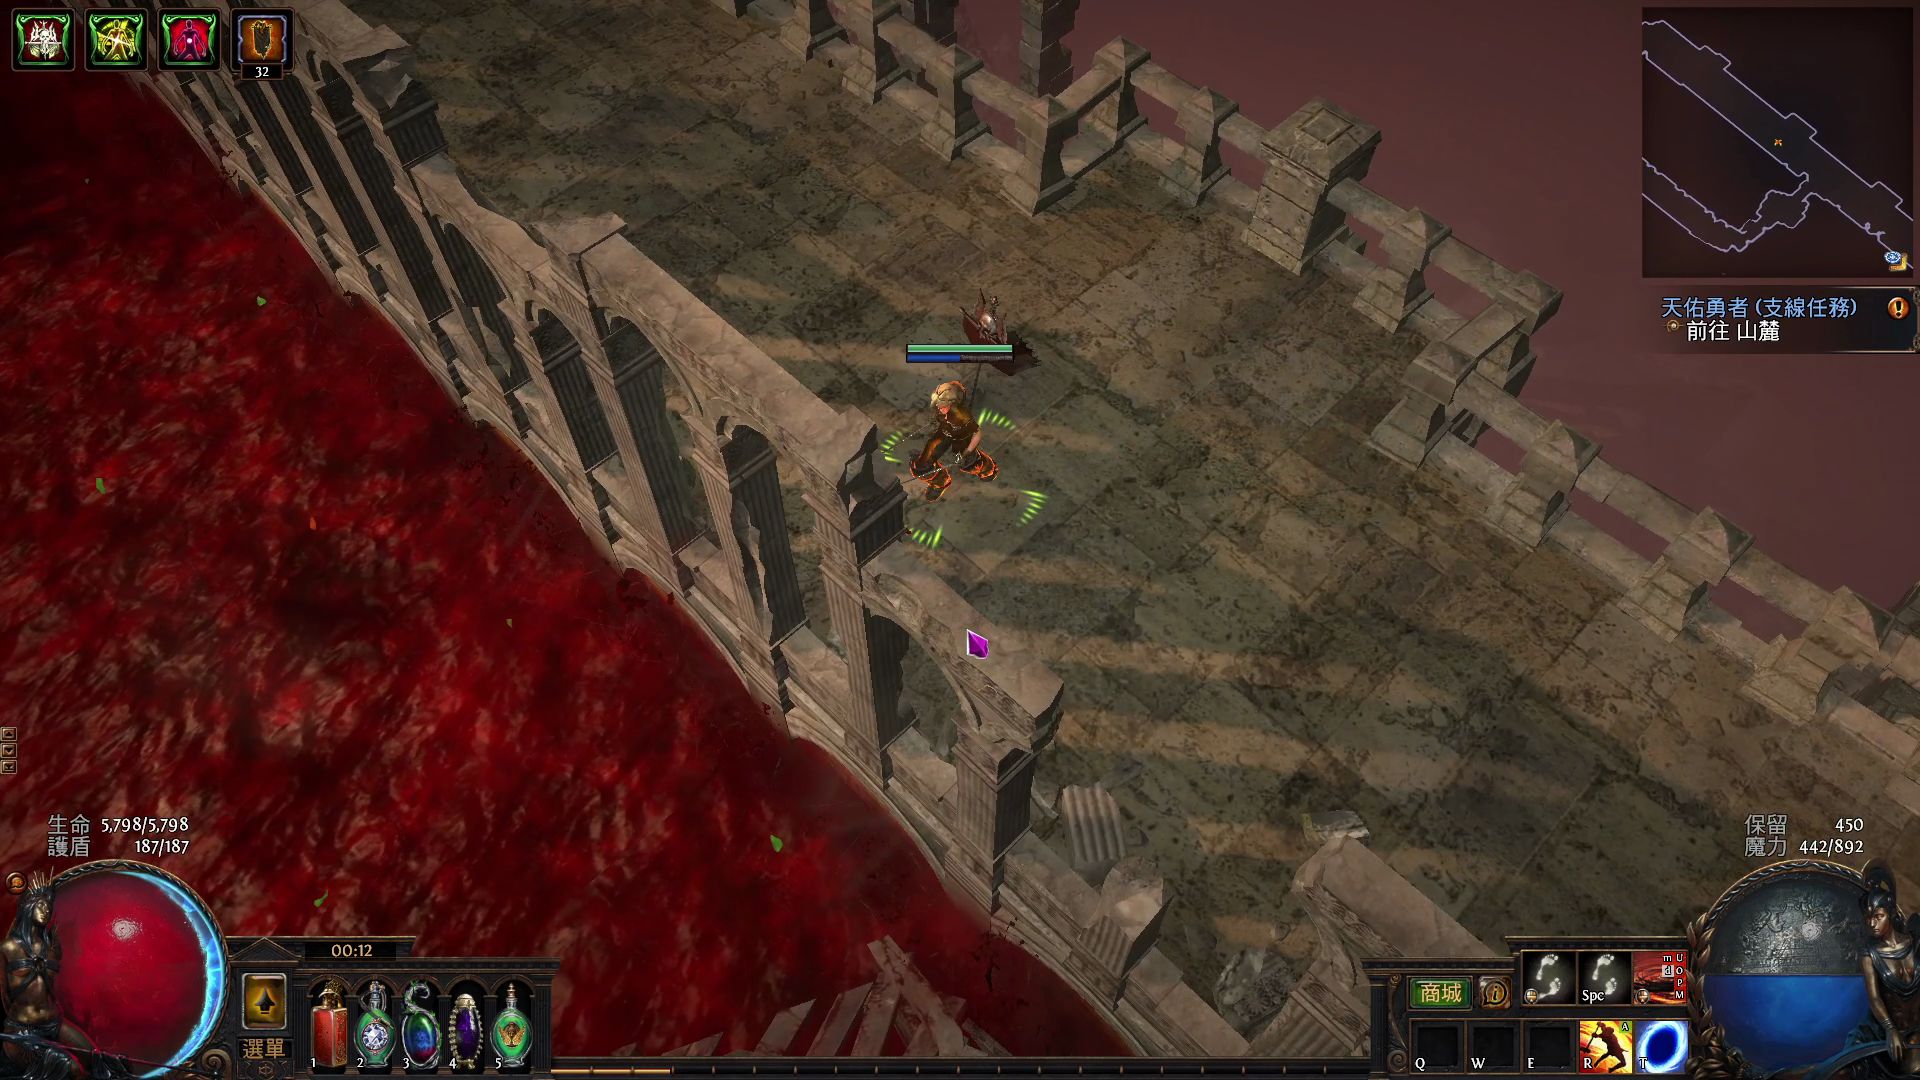 32
天佑勇者 (支線任務)
前往 山麓
生命 5,798/5,798
護盾 187/187
保留 450
魔力 442/892
00:12
選單
1
2
3
4
5
商城
Spc
m U
d O
P
M
Q
W
E
R
A
T